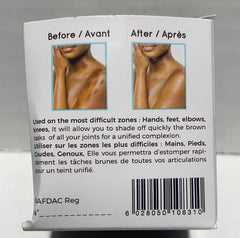 Before / Avant
After / Après
Used on the most difficult zones : Hands, feet, elbows,
knees, It will allow you to shade off quickly the brown
tasks of all your joints for a unified complexion.
Utiliser sur les zones les plus difficiles : Mains, Pieds,
Coudes, Genoux, Elle vous permettra d'estomper rapi-
dement les tâches brunes de toutes vos articulations
pour un teint unifié.
NAFDAC Reg
6 028050 108310